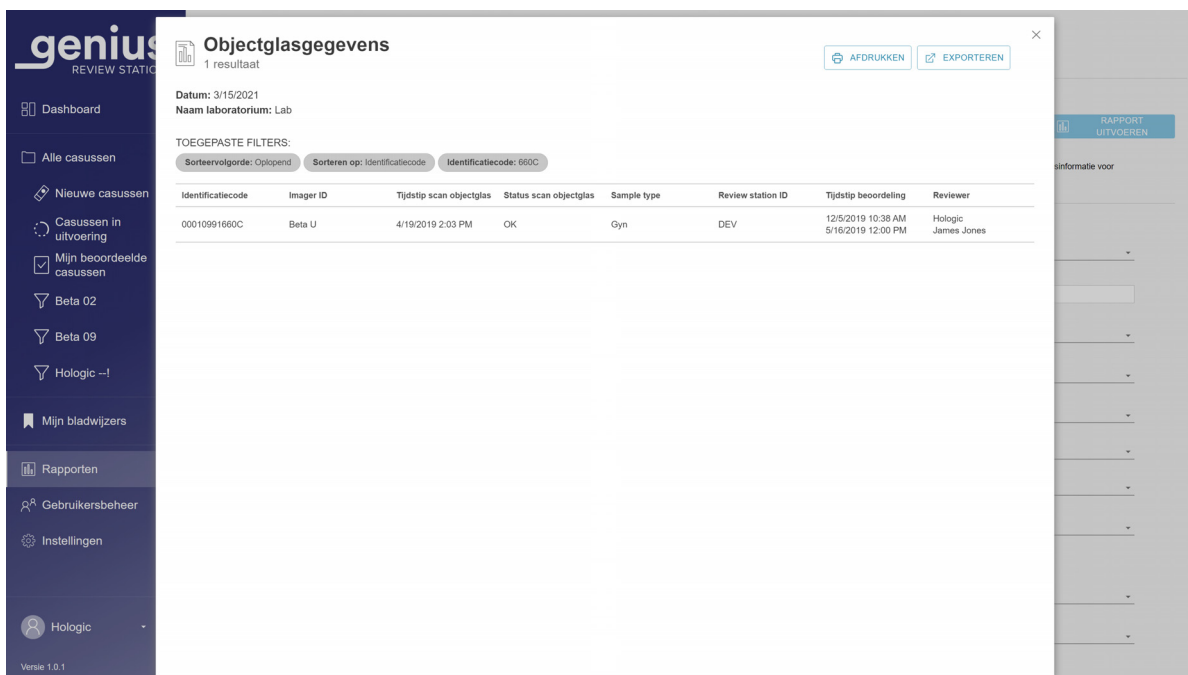 genius
REVIEW STATIO
Dashboard
Alle casussen
Nieuwe casussen
Casussen in
uitvoering
Mijn beoordeelde
casussen
Beta 02
Beta 09
Hologic --!
Mijn bladwijzers
Rapporten
Gebruikersbeheer
Instellingen
Hologic
Versie 1.0.1
Objectglasgegevens
1 resultaat
AFDRUKKEN
EXPORTEREN
Datum: 3/15/2021
Naam laboratorium: Lab
TOEGEPASTE FILTERS:
Sorteervolgorde: Oplopend Sorteren op: Identificatiecode Identificatiecode: 660C
Identificatiecode Imager ID Tijdstip scan objectglas Status scan objectglas Sample type Review station ID Tijdstip beoordeling Reviewer
00010991660C Beta U 4/19/2019 2:03 PM OK Gyn DEV 12/5/2019 10:38 AM Hologic
5/16/2019 12:00 PM James Jones
RAPPORT
UITVOEREN
sinformatie voor